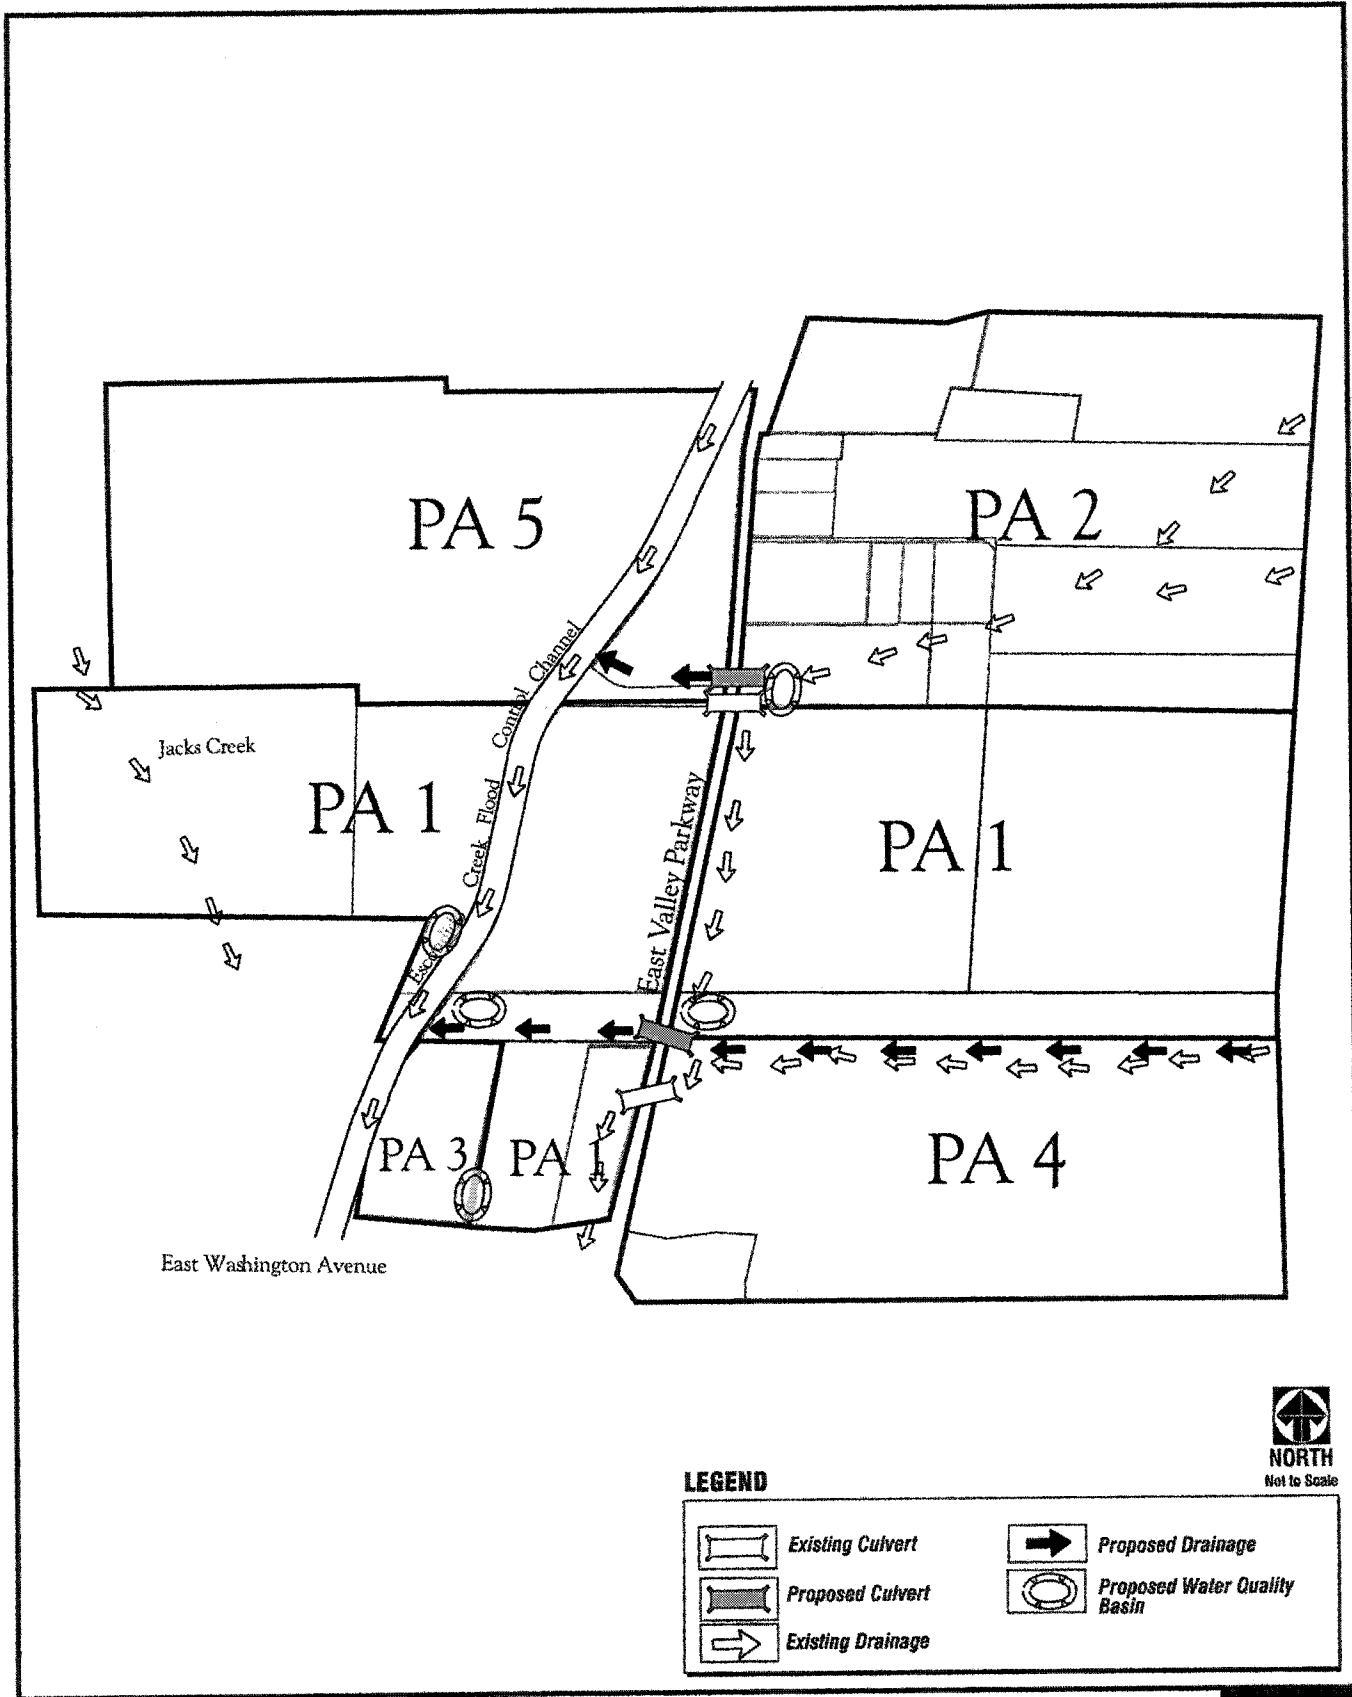 PA 5
PA 2
Control Channel
Jacks Creek
PA 1
Creek Flood
East Valley Parkway
PA 1
Esco
PA 3
PA 1
PA 4
East Washington Avenue
NORTH
Not to Scale
LEGEND
Existing Culvert
Proposed Drainage
Proposed Culvert
Proposed Water Quality
Basin
Existing Drainage